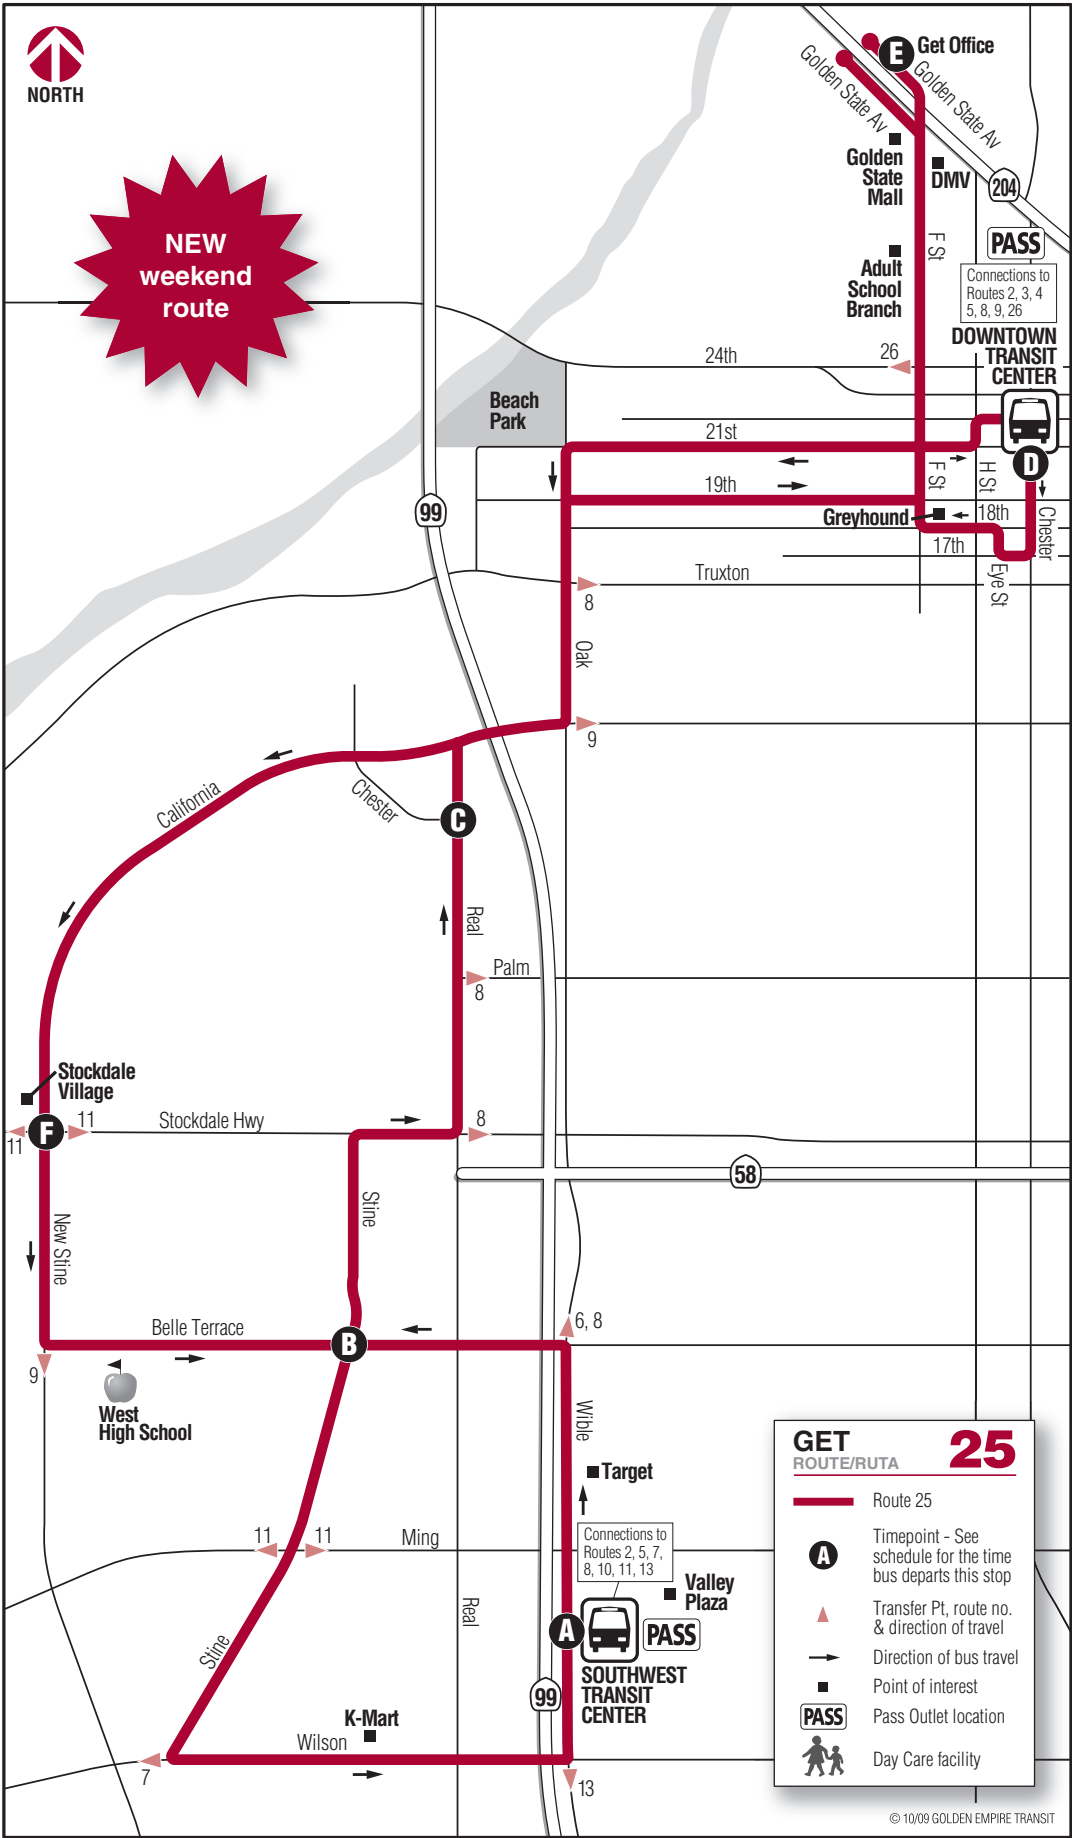 NORTH
NEW
weekend
route
E
Get Office
Golden State Av
Golden State Av
Golden
State
Mall
DMV
204
PASS
F St
Adult
School
Branch
Connections to
Routes 2, 3, 4
5, 8, 9, 26
DOWNTOWN
TRANSIT
CENTER
24th
26
Beach
Park
21st
D
F St
H St
19th
99
Greyhound
18th
Chester
17th
Eye St
Truxton
8
Oak
9
California
Chester
C
Real
Palm
8
Stockdale
Village
11
F
11
Stockdale Hwy
8
58
Stine
New Stine
Belle Terrace
B
6, 8
9
West
High School
Wible
Target
11
11
Ming
Connections to
Routes 2, 5, 7,
8, 10, 11, 13
Valley
Plaza
Real
A
PASS
Stine
SOUTHWEST
TRANSIT
CENTER
99
K-Mart
Wilson
7
13
GET
ROUTE/RUTA
25
Route 25
A
Timepoint - See
schedule for the time
bus departs this stop
Transfer Pt, route no.
& direction of travel
Direction of bus travel
Point of interest
PASS
Pass Outlet location
Day Care facility
© 10/09 GOLDEN EMPIRE TRANSIT